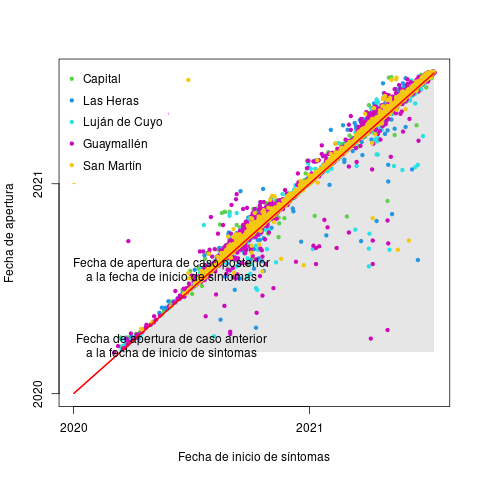 Capital
Las Heras
Luján de Cuyo
Guaymallén
San Martín
Fecha de apertura de caso posterior
a la fecha de inicio de síntomas
Fecha de apertura de caso anterior
a la fecha de inicio de sintomas
Fecha de apertura
2021
2020
2020
2021
Fecha de inicio de síntomas